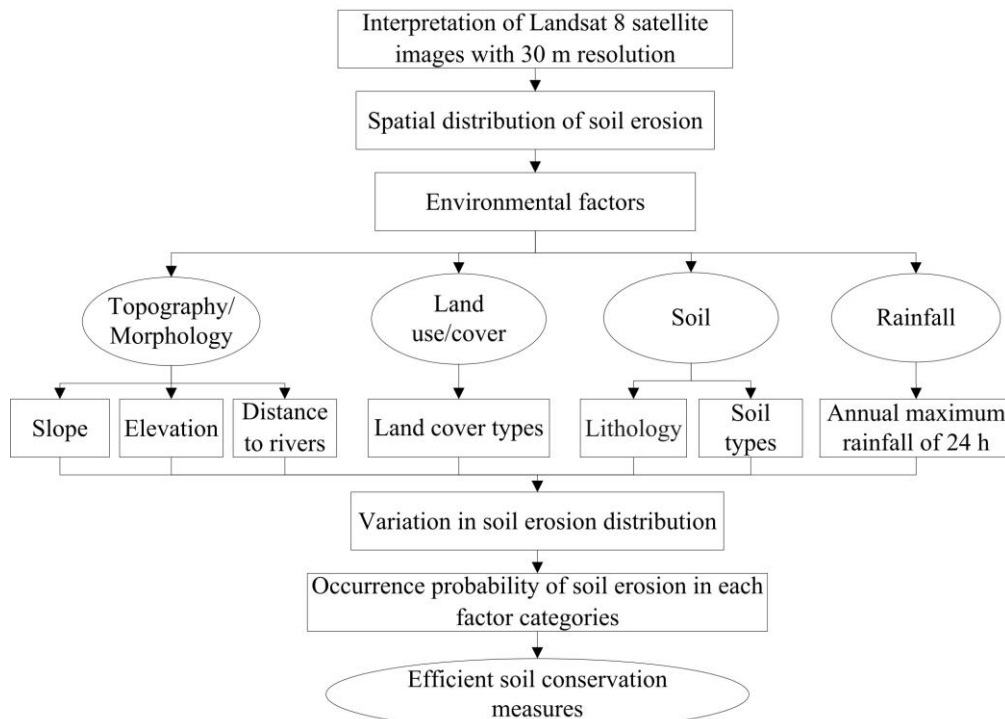 Interpretation of Landsat 8 satellite
images with 30 m resolution
Spatial distribution of soil erosion
Environmental factors
Topography/
Morphology
Land
use/cover
Soil
Rainfall
Slope
Elevation
Distance
to rivers
Land cover types
Lithology
Soil
types
Annual maximum
rainfall of 24 h
Variation in soil erosion distribution
Occurrence probability of soil erosion in each
factor categories
Efficient soil conservation
measures